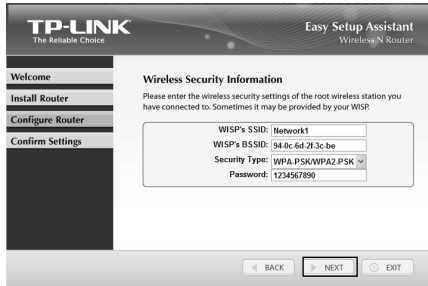 TP-LINK
The Reliable Choice
Easy Setup Assistant
Wireless N Router
Welcome
Install Router
Configure Router
Confirm Settings
Wireless Security Information
Please enter the wireless security settings of the root wireless station you
have connected to. Sometimes it may be provided by your WISP.
WISP's SSID: Network1
WISP's BSSID: 94-0c-6d-2f-3c-be
Security Type: WPA-PSK/WPA2-PSK
Password: 1234567890
BACK NEXT EXIT